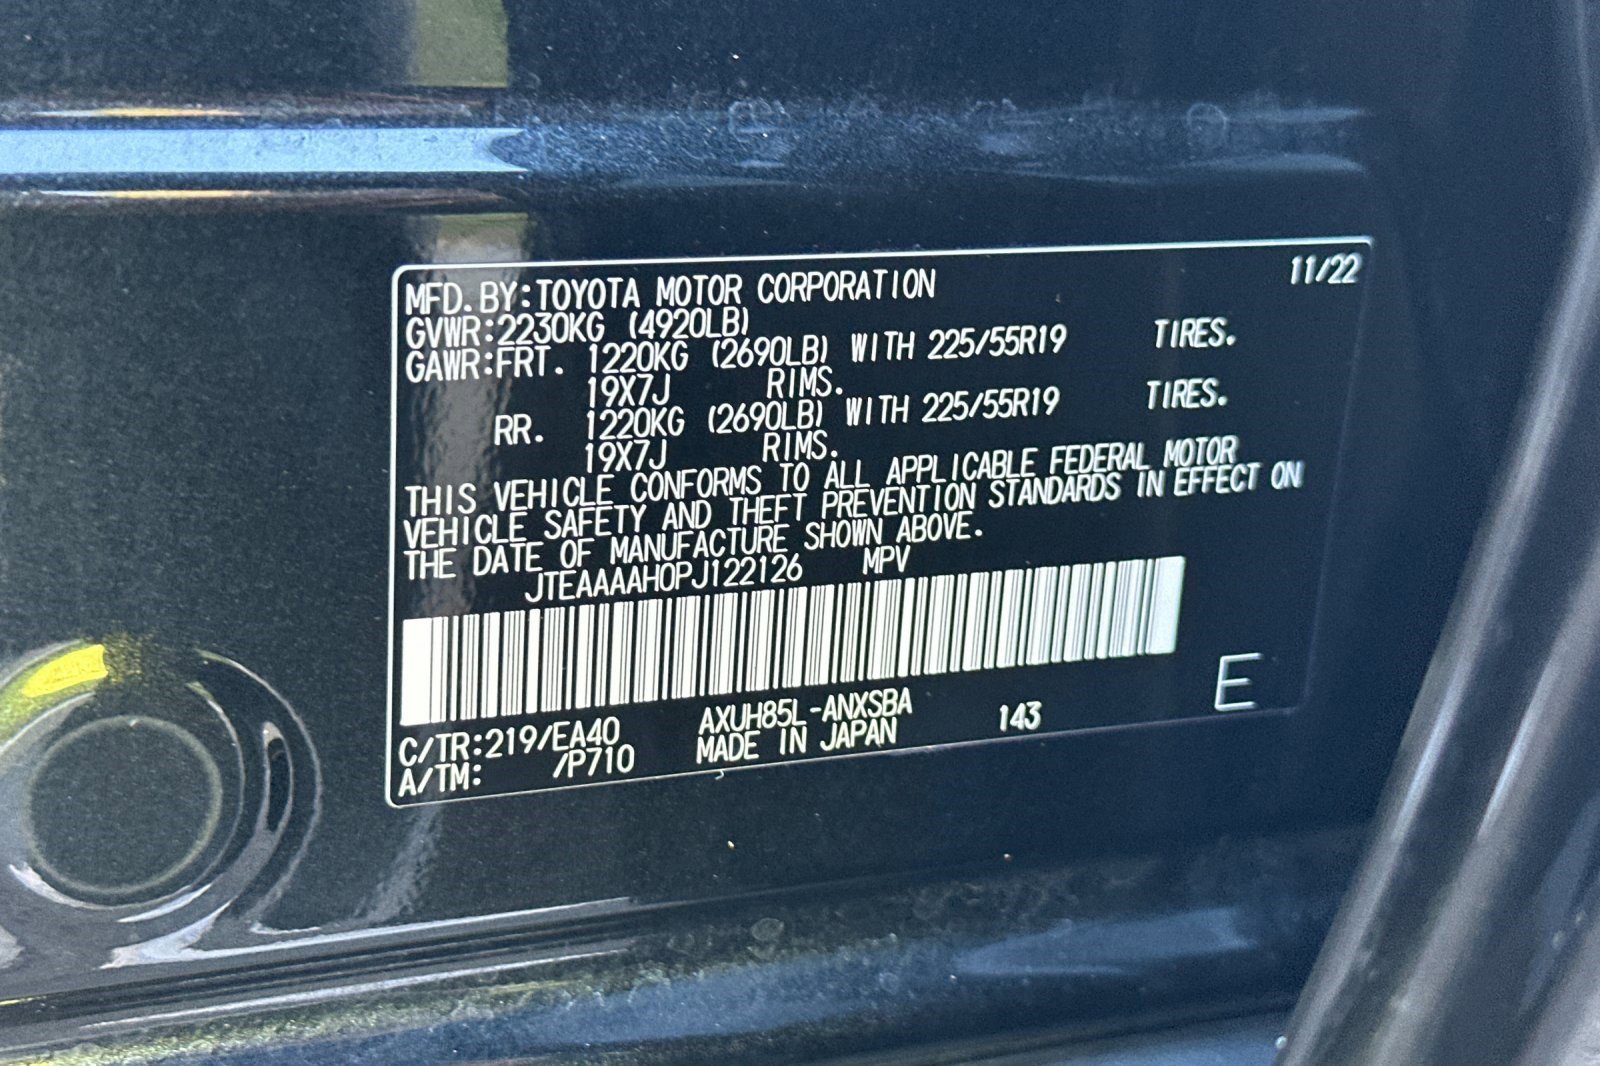 MFD. BY: TOYOTA MOTOR CORPORATION 11/22
GVWR: 2230KG (4920LB)
GAWR: FRT. 1220KG (2690LB) WITH 225/55R19 TIRES.
19X7J RIMS.
RR. 1220KG (2690LB) WITH 225/55R19 TIRES.
19X7J RIMS.
THIS VEHICLE CONFORMS TO ALL APPLICABLE FEDERAL MOTOR
VEHICLE SAFETY AND THEFT PREVENTION STANDARDS IN EFFECT ON
THE DATE OF MANUFACTURE SHOWN ABOVE.
JTEAAAAH0PJ122126 MPV
C/TR: 219/EA40 AXUH85L-ANXSBA 143 E
A/TM: /P710 MADE IN JAPAN